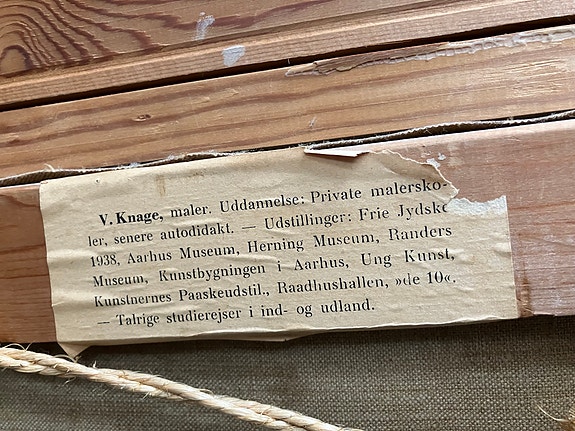 V. Knage, maler. Uddannelse: Private malersko-
ler, senere autodidakt. — Udstillinger: Frie Jydske
1938, Aarhus Museum, Herning Museum, Randers
Museum, Kunstbygningen i Aarhus, Ung Kunst,
Kunstnernes Paaskeudstil., Raadhushallen, »de 10«.
— Talrige studierejser i ind- og udland.